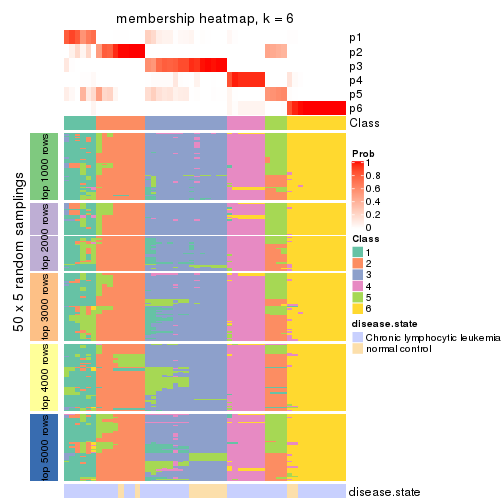 membership heatmap, k = 6
p1
p2
p3
p4
p5
p6
Class
50 x 5 random samplings
top 1000 rows
top 2000 rows
top 3000 rows
top 4000 rows
top 5000 rows
Prob
1
0.8
0.6
0.4
0.2
0
Class
1
2
3
4
5
6
disease.state
Chronic lymphocytic leukemia
normal control
disease.state